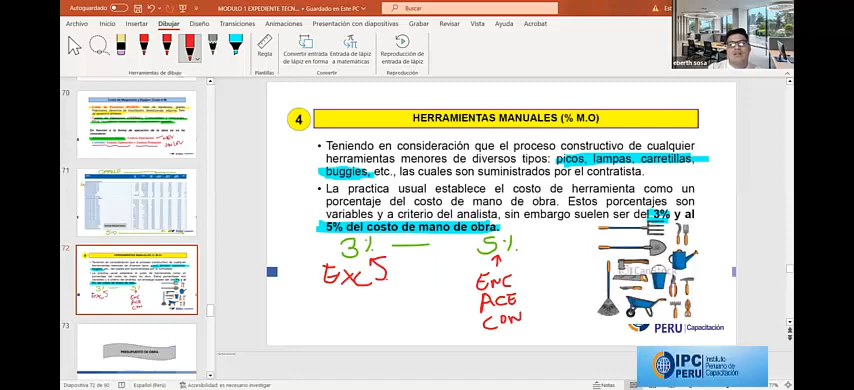 Autoguardado
MODULO 1 EXPEDIENTE TECN... • Guardado en Este PC
Buscar
Archivo Inicio Insertar Dibujar Diseño Transiciones Animaciones Presentación con diapositivas Grabar Revisar Vista Ayuda Acrobat
eberth sosa
Regla
Convertir entrada de lápiz en forma
Entrada de lápiz a matemáticas
Reproducción de entrada de lápiz
Herramientas de dibujo
Plantillas
Convertir
Reproducción
70
71
72
73
PRESUPUESTO DE OBRA
4
HERRAMIENTAS MANUALES (% M.O)
• Teniendo en consideración que el proceso constructivo de cualquier
herramientas menores de diversos tipos: picos, lampas, carretillas,
buggies, etc., las cuales son suministrados por el contratista.
• La practica usual establece el costo de herramienta como un
porcentaje del costo de mano de obra. Estos porportajes son
variables y a criterio del analista, sin embargo suelen ser del 3% y al
5% del costo de mano de obra.
3% — 5%
EXC
ENC
ACE
CON
PERU Capacitación
IPC PERU
Instituto
Peruano de
Capacitación
Diapositiva 72 de 90
Español (Perú)
Accesibilidad: es necesario investigar
Notas
77%